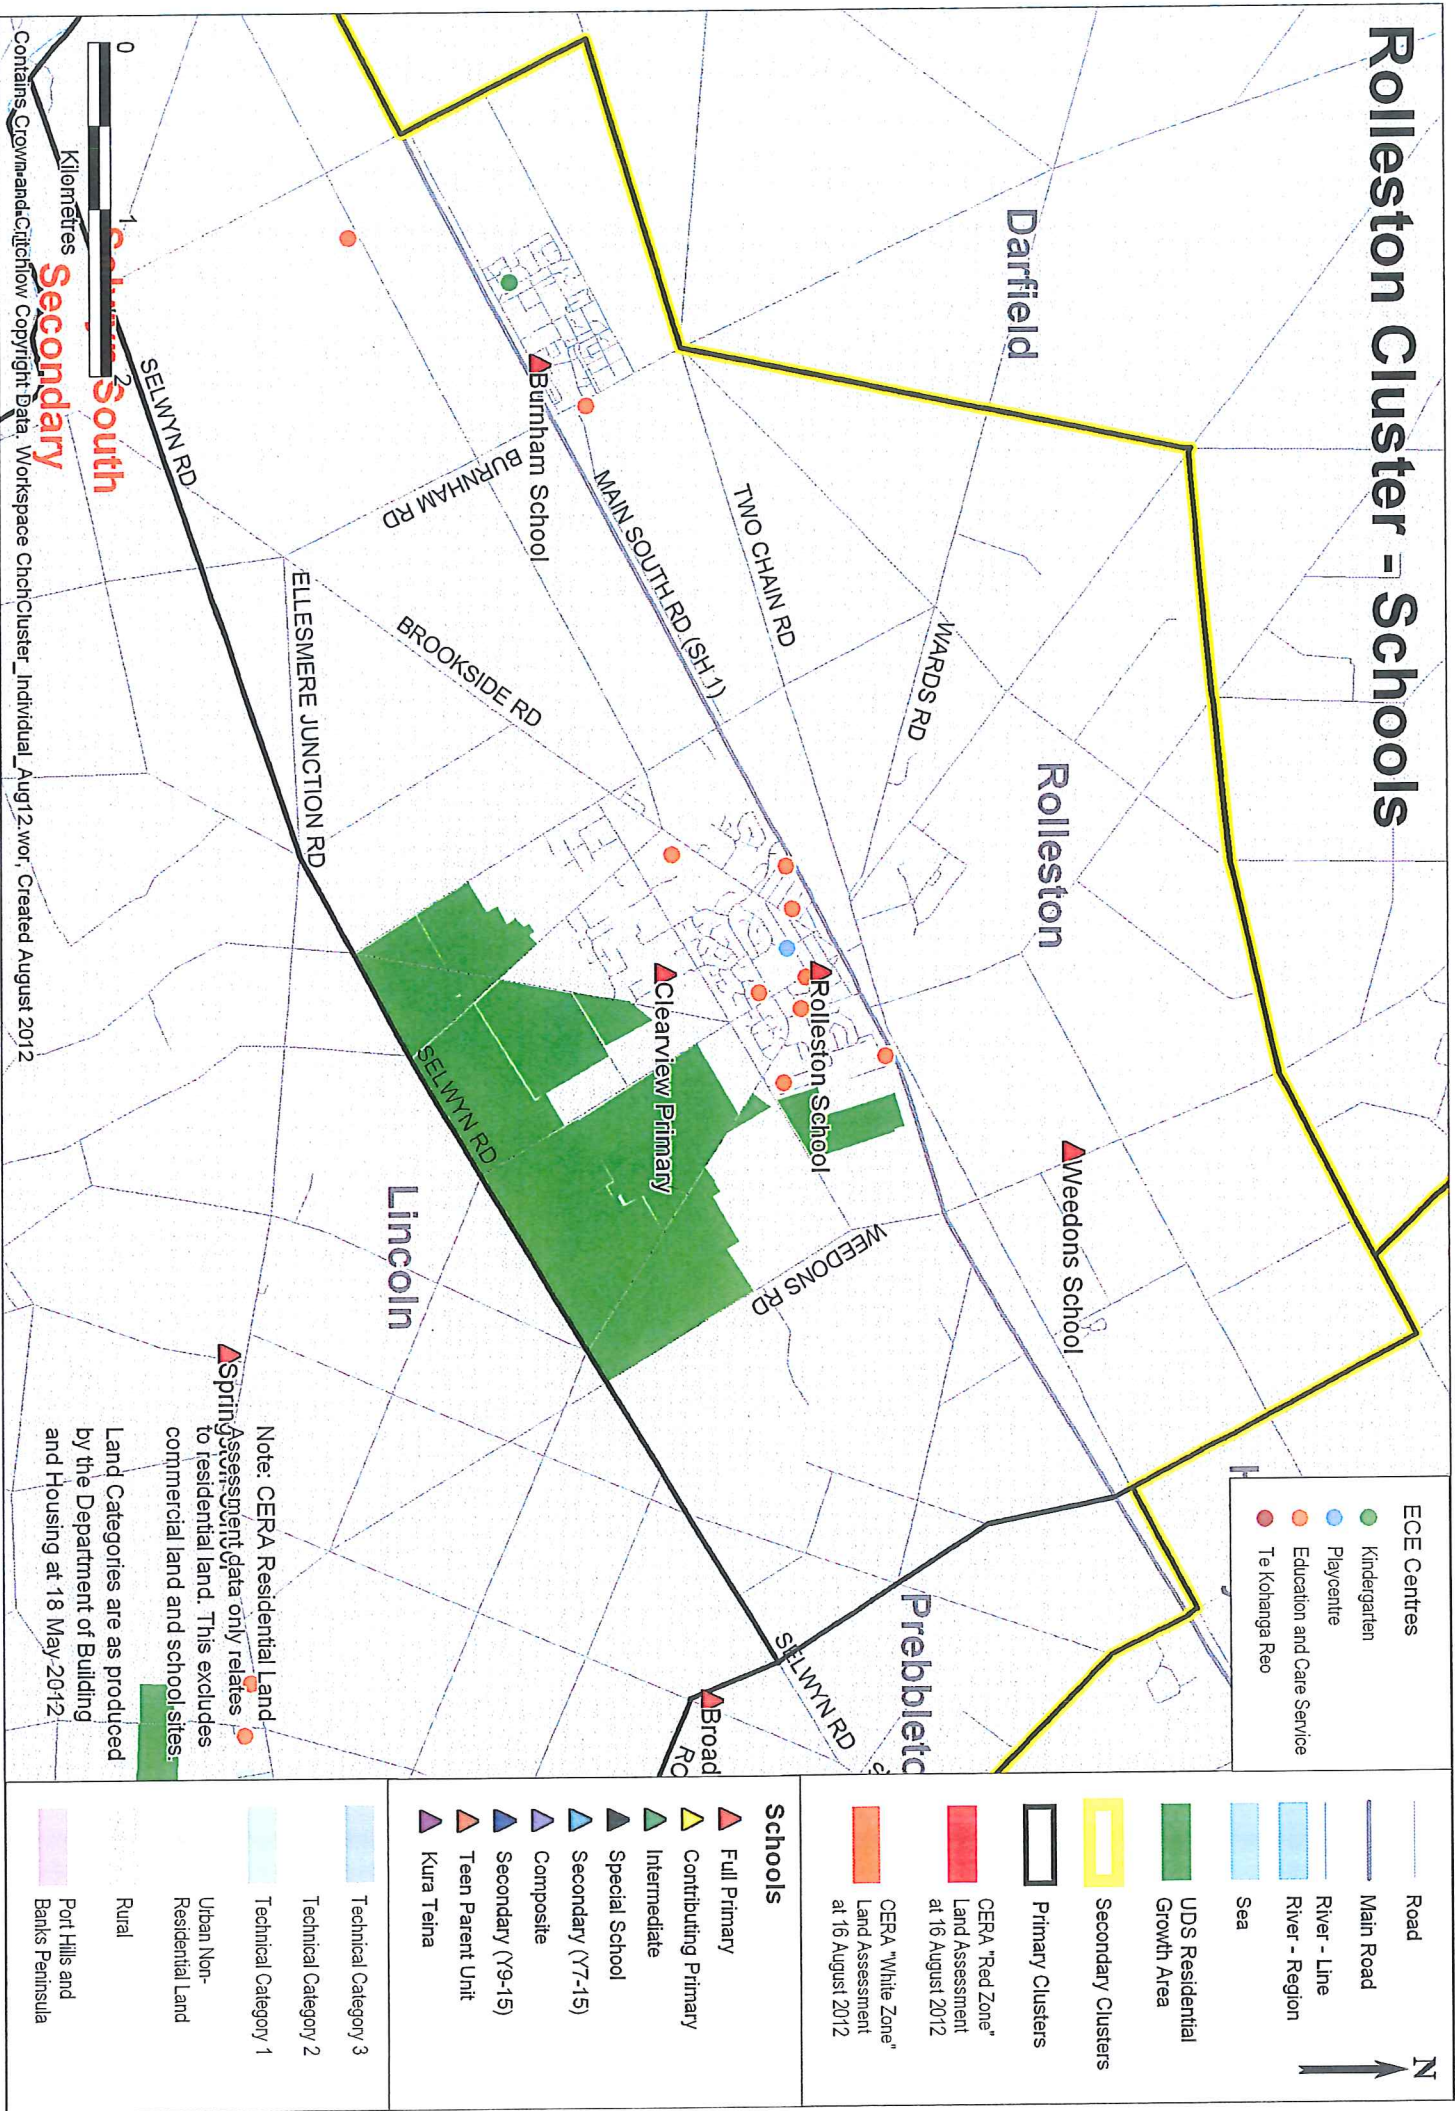 Rolleston Cluster - Schools
Darfield
Rolleston
Lincoln
Prebbleto
Selwyn South
Secondary
Weedons School
Rolleston School
Clearview Primary
Burnham School
Broad
WARDS RD
TWO CHAIN RD
MAIN SOUTH RD (SH 1)
BURNHAM RD
BROOKSIDE RD
ELLESMERE JUNCTION RD
SELWYN RD
SELWYN RD
SELWYN RD
WEEDONS RD
0 1 2
Kilometres
Contains Crown and Critchlow Copyright Data. Workspace ChchCluster_Individual_Aug12.wor, Created August 2012
Note: CERA Residential Land
Assessment data only relates
to residential land. This excludes
commercial land and school sites.
Land Categories are as produced
by the Department of Building
and Housing at 18 May 2012
ECE Centres
Kindergarten
Playcentre
Education and Care Service
Te Kohanga Reo
N
Road
Main Road
River - Line
River - Region
Sea
UDS Residential
Growth Area
Secondary Clusters
Primary Clusters
CERA "Red Zone"
Land Assessment
at 16 August 2012
CERA "White Zone"
Land Assessment
at 16 August 2012
Schools
Full Primary
Contributing Primary
Intermediate
Special School
Secondary (Y7-15)
Composite
Secondary (Y9-15)
Teen Parent Unit
Kura Teina
Technical Category 3
Technical Category 2
Technical Category 1
Urban Non-
Residential Land
Rural
Port Hills and
Banks Peninsula